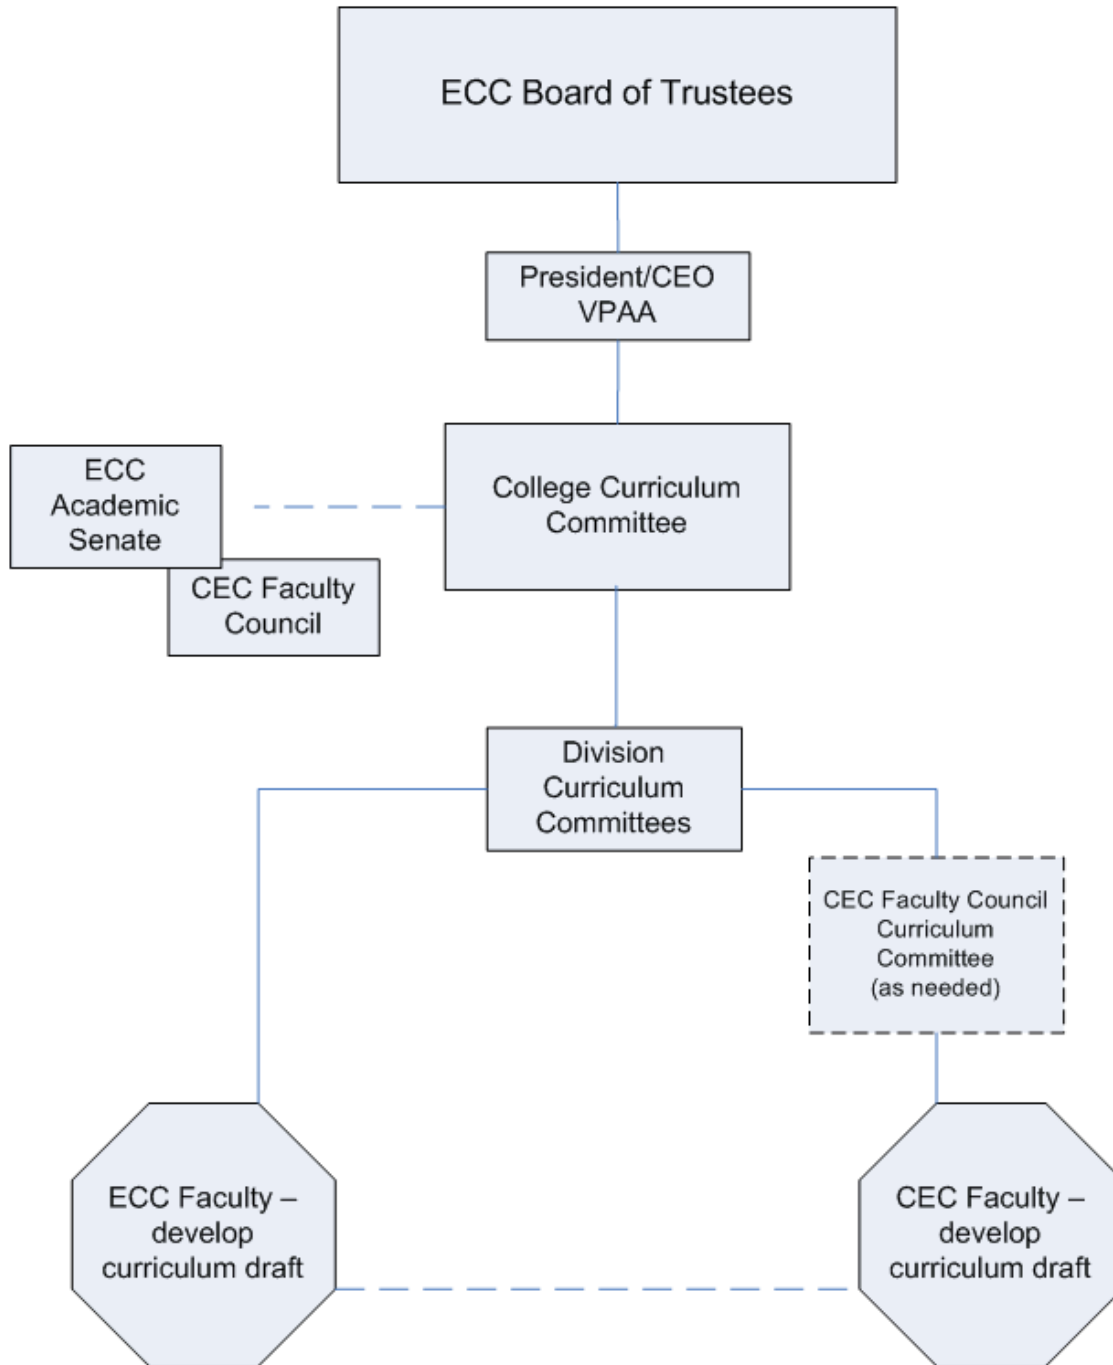 ECC Board of Trustees
President/CEO
VPAA
College Curriculum
Committee
ECC
Academic
Senate
CEC Faculty
Council
Division
Curriculum
Committees
CEC Faculty Council
Curriculum
Committee
(as needed)
ECC Faculty –
develop
curriculum draft
CEC Faculty –
develop
curriculum draft